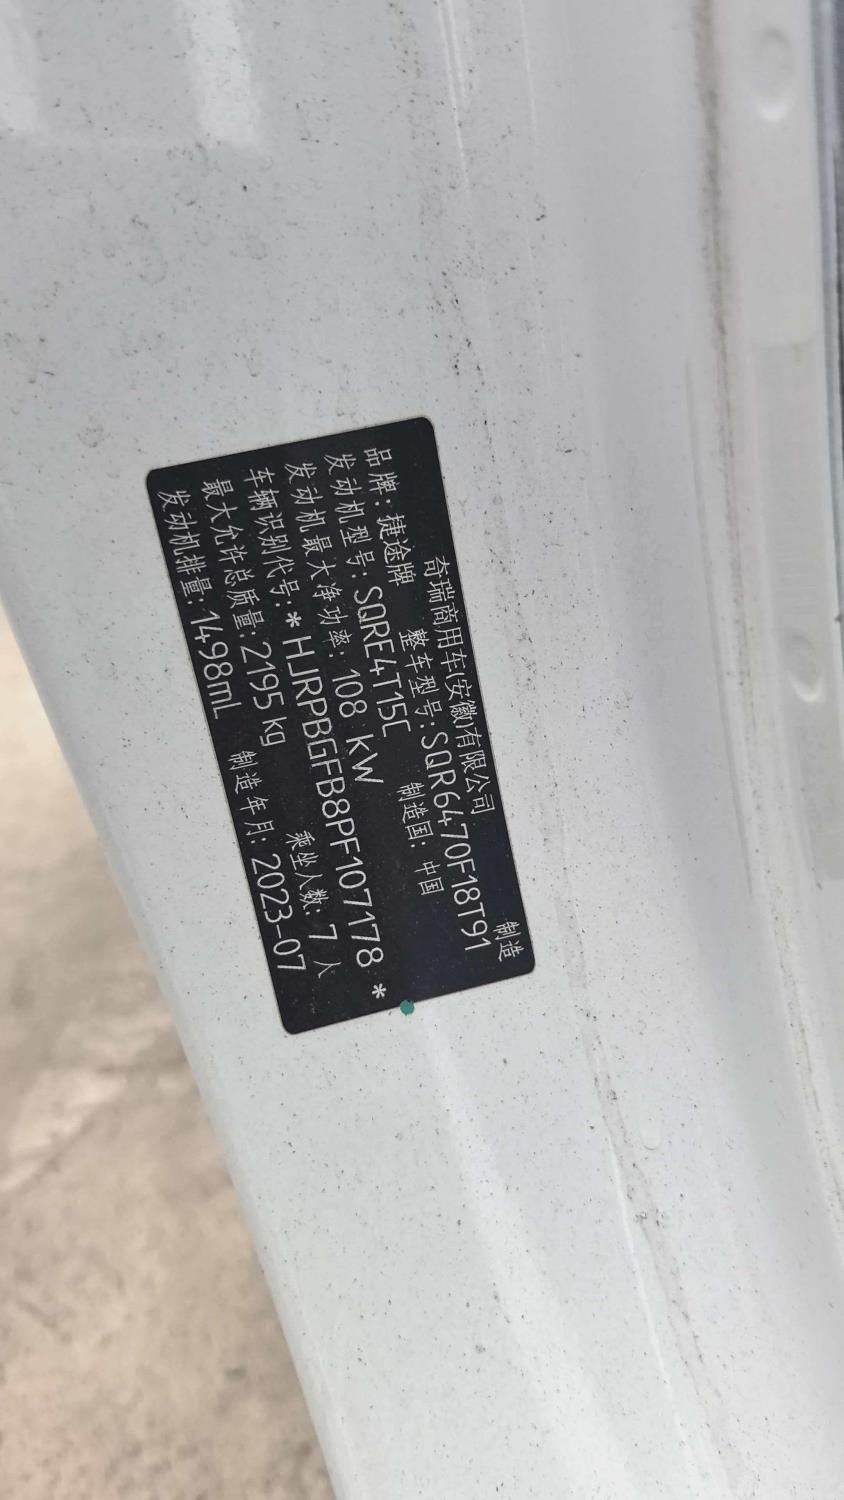 奇瑞商用车(安徽)有限公司 制造
品牌: 捷途牌 整车型号: SQR6470F18T91
发动机型号: SQRE4T15C 制造国: 中国
发动机最大净功率: 108 kW
车辆识别代号: *HJRPBGFB8PF107178*
最大允许总质量: 2195 kg 乘坐人数: 7 人
发动机排量: 1498mL 制造年月: 2023-07